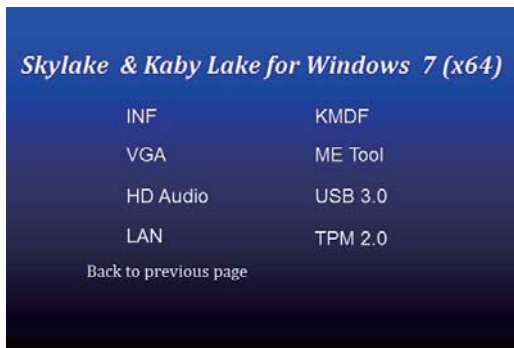 Skylake & Kaby Lake for Windows 7 (x64)
INF KMDF
VGA ME Tool
HD Audio USB 3.0
LAN TPM 2.0
Back to previous page